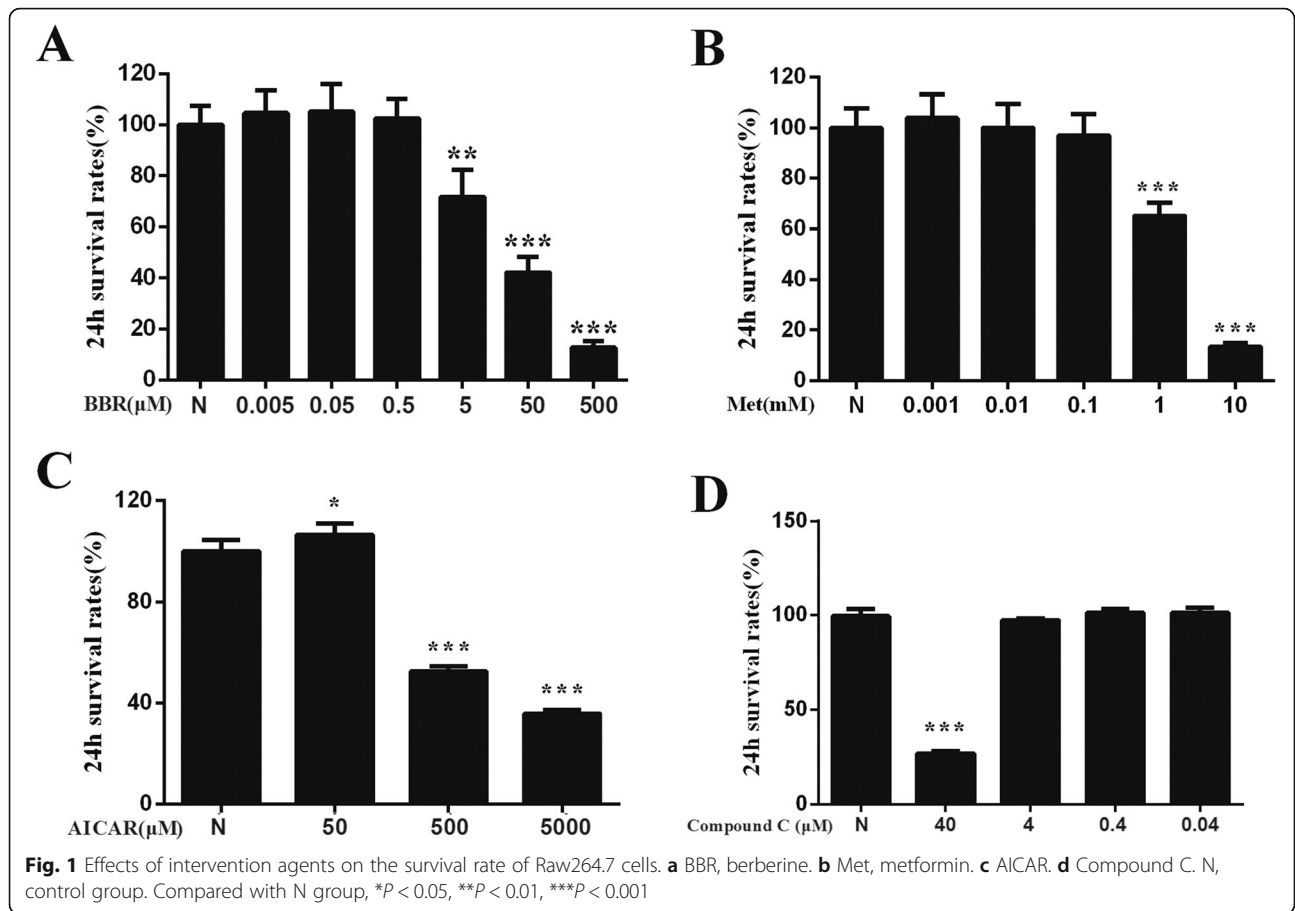 A
24h survival rates(%)
120
100
80
60
40
20
0
**
***
***
BBR(μM) N 0.005 0.05 0.5 5 50 500
B
24h survival rates(%)
120
100
80
60
40
20
0
***
***
Met(mM) N 0.001 0.01 0.1 1 10
C
24h survival rates(%)
120
80
40
0
*
***
***
AICAR(μM) N 50 500 5000
D
24h survival rates(%)
150
100
50
0
***
Compound C (μM) N 40 4 0.4 0.04
Fig. 1 Effects of intervention agents on the survival rate of Raw264.7 cells. a BBR, berberine. b Met, metformin. c AICAR. d Compound C. N,
control group. Compared with N group, *P < 0.05, **P < 0.01, ***P < 0.001